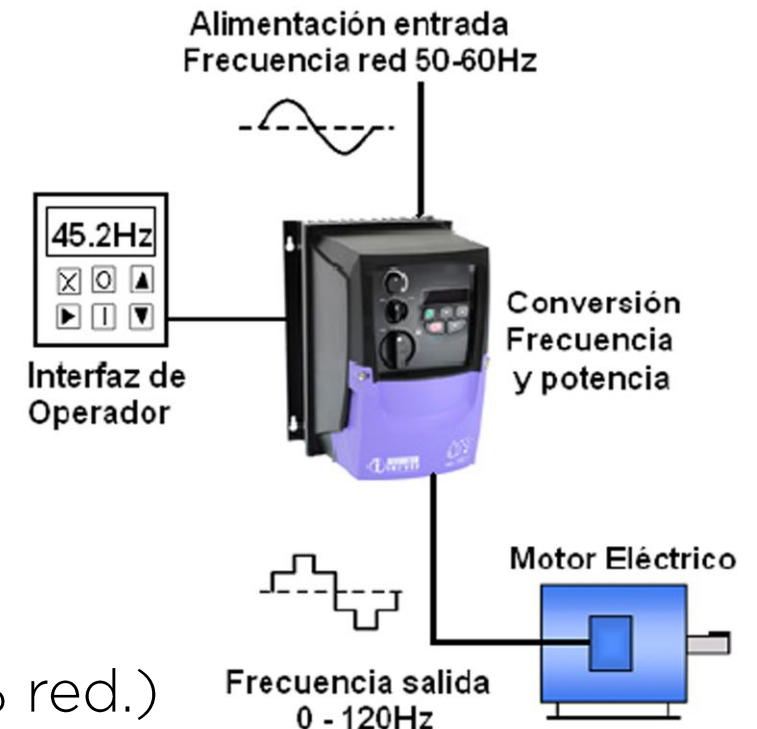 Alimentación entrada
Frecuencia red 50-60Hz
45.2Hz
X O ▲
► I ▼
Interfaz de
Operador
Conversión
Frecuencia
y potencia
Motor Eléctrico
red.)
Frecuencia salida
0 - 120Hz